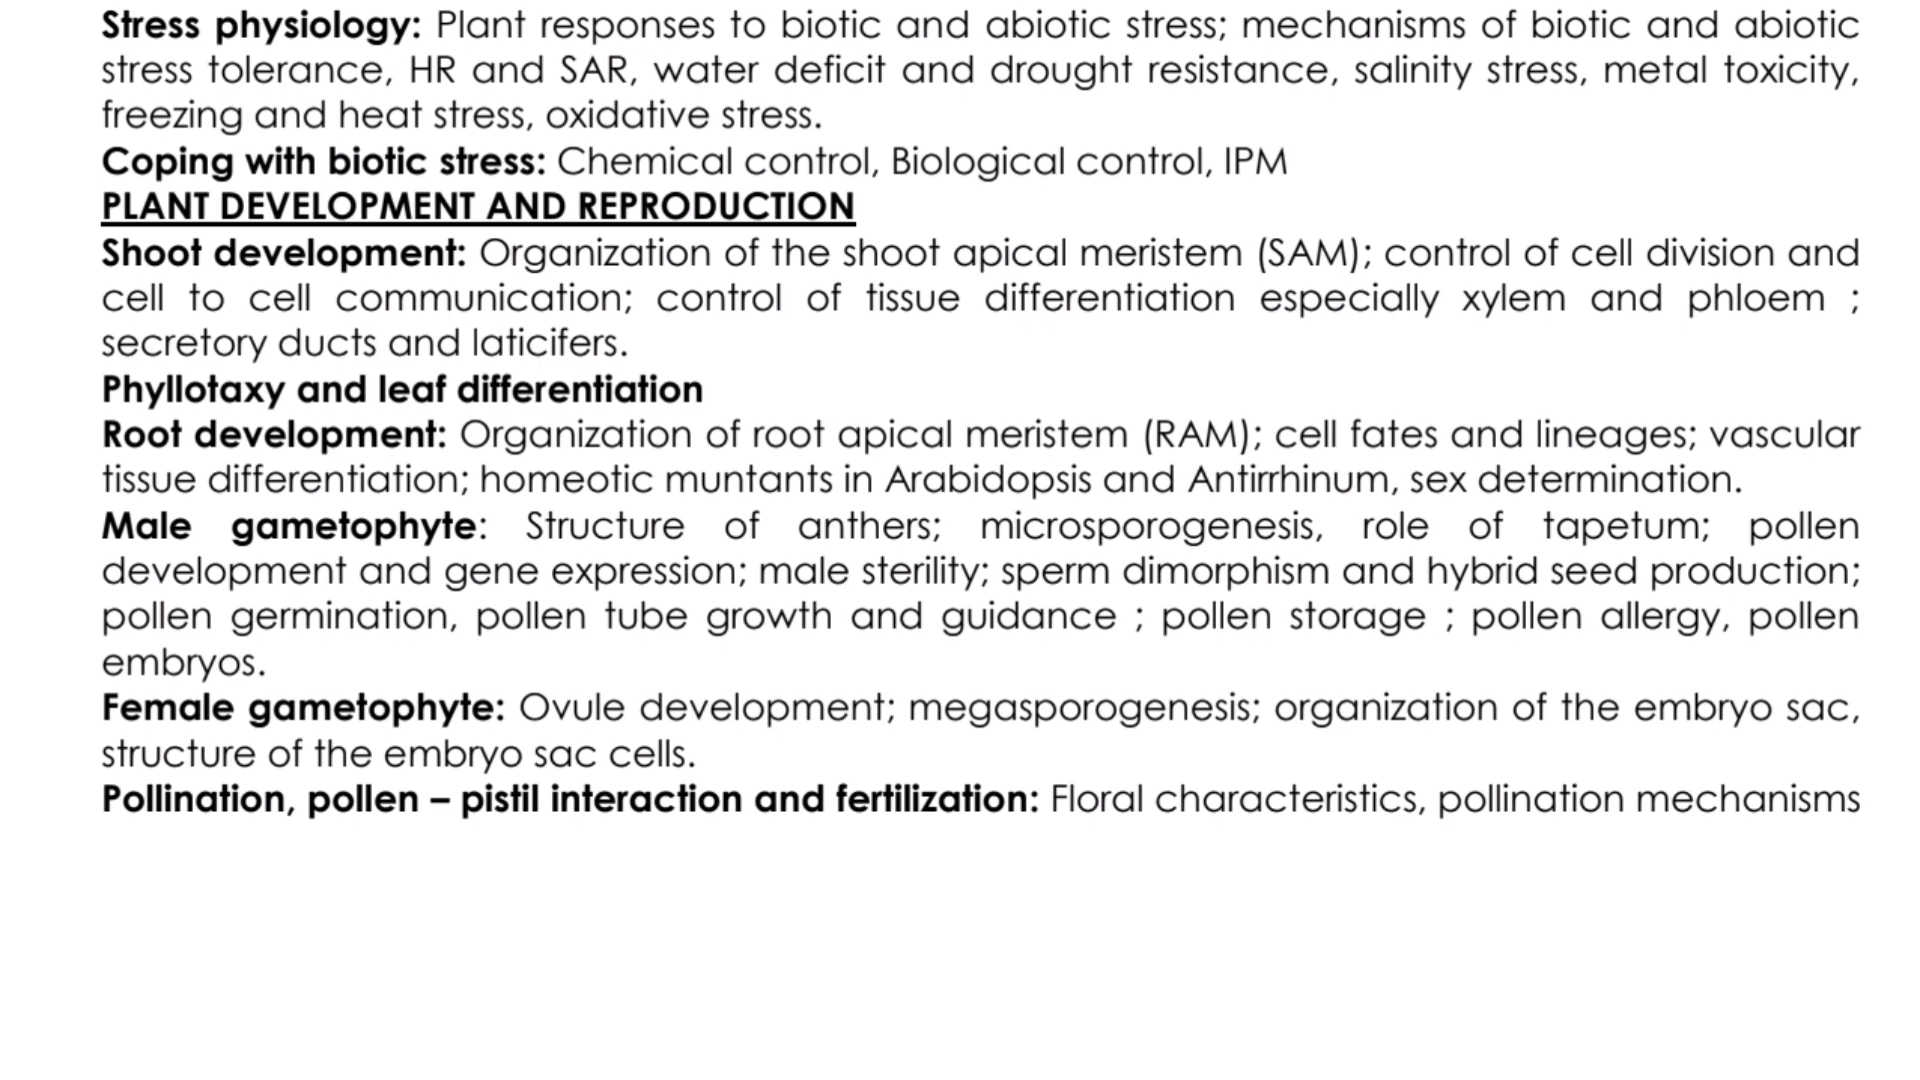 Stress physiology: Plant responses to biotic and abiotic stress; mechanisms of biotic and abiotic
stress tolerance, HR and SAR, water deficit and drought resistance, salinity stress, metal toxicity,
freezing and heat stress, oxidative stress.
Coping with biotic stress: Chemical control, Biological control, IPM
PLANT DEVELOPMENT AND REPRODUCTION
Shoot development: Organization of the shoot apical meristem (SAM); control of cell division and
cell to cell communication; control of tissue differentiation especially xylem and phloem ;
secretory ducts and laticifers.
Phyllotaxy and leaf differentiation
Root development: Organization of root apical meristem (RAM); cell fates and lineages; vascular
tissue differentiation; homeotic muntants in Arabidopsis and Antirrhinum, sex determination.
Male gametophyte: Structure of anthers; microsporogenesis, role of tapetum; pollen
development and gene expression; male sterility; sperm dimorphism and hybrid seed production;
pollen germination, pollen tube growth and guidance ; pollen storage ; pollen allergy, pollen
embryos.
Female gametophyte: Ovule development; megasporogenesis; organization of the embryo sac,
structure of the embryo sac cells.
Pollination, pollen – pistil interaction and fertilization: Floral characteristics, pollination mechanisms